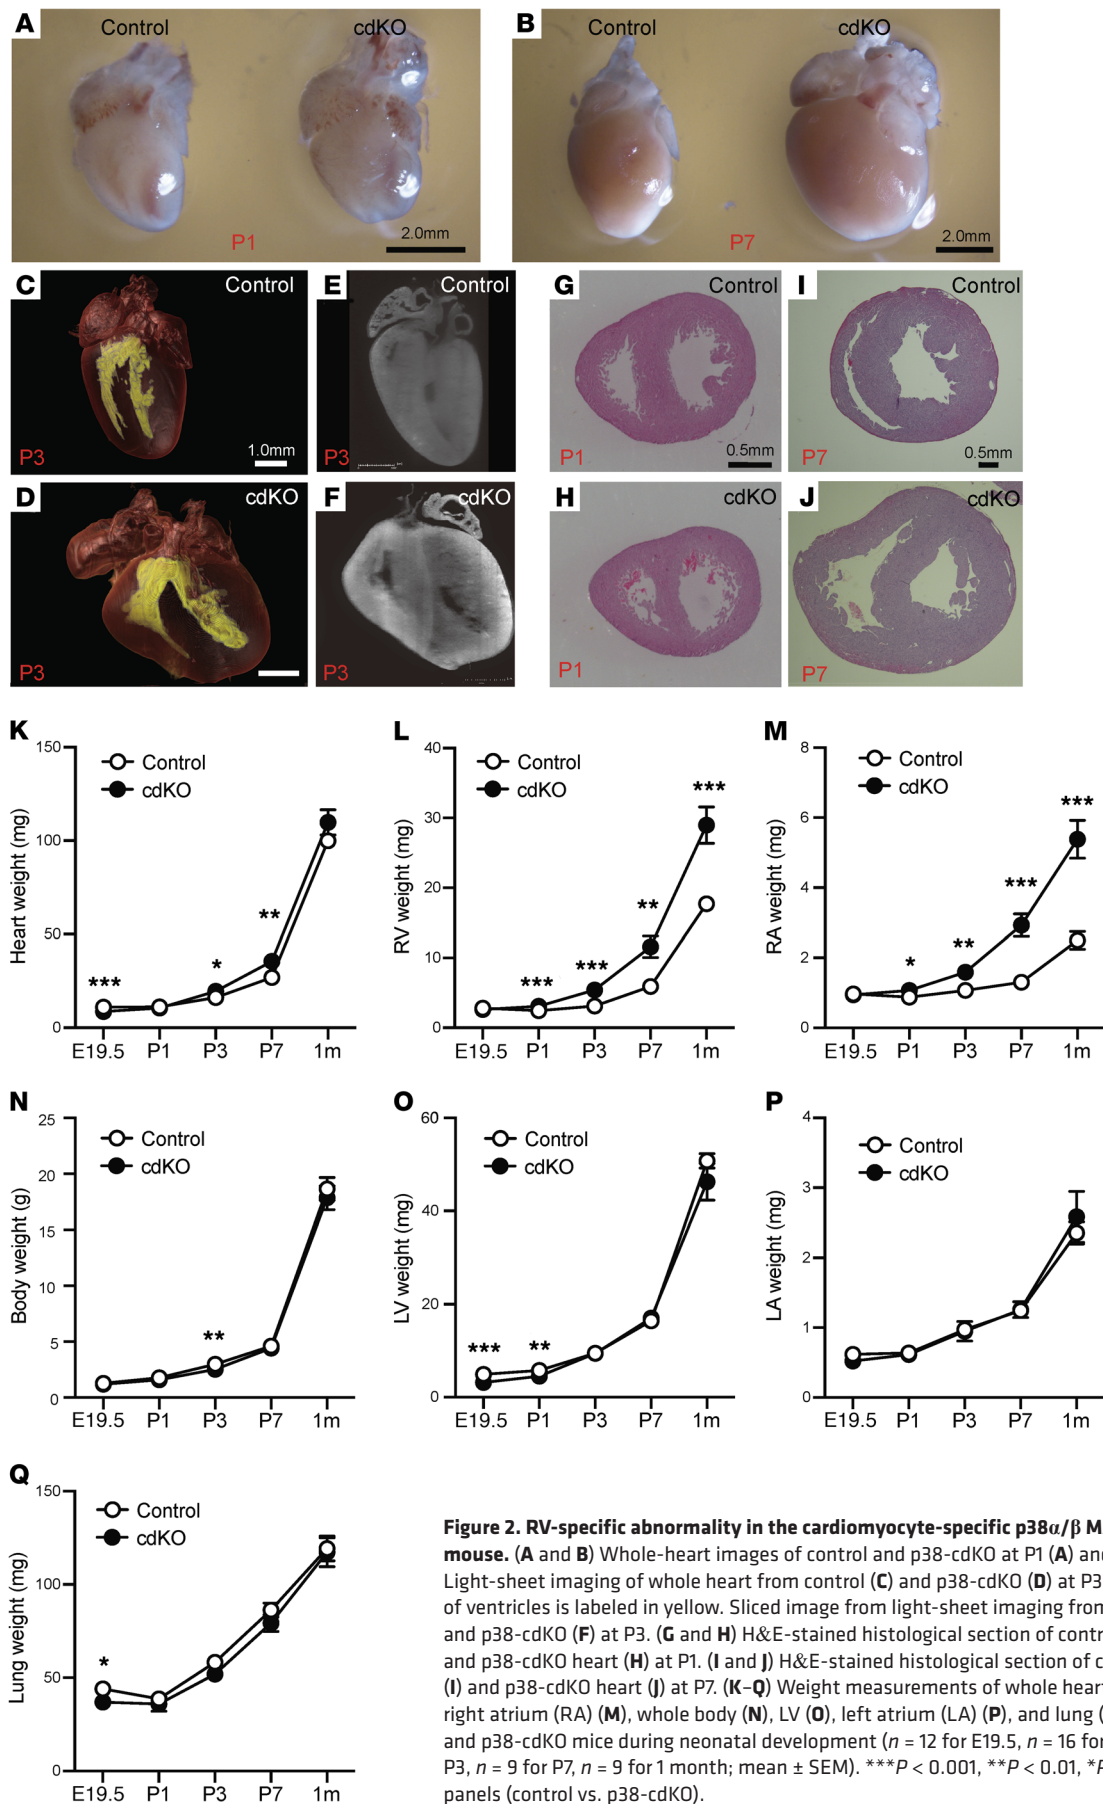 A Control cdKO
P1 2.0mm
B Control cdKO
P7 2.0mm
C Control
P3 1.0mm
E Control
P3
G Control
P1 0.5mm
I Control
P7 0.5mm
D cdKO
P3
F cdKO
P3
H cdKO
P1
J cdKO
P7
K
Heart weight (mg)
150
100
50
0
Control
cdKO
***
*
**
E19.5 P1 P3 P7 1m
L
RV weight (mg)
40
30
20
10
0
Control
cdKO
***
***
**
***
E19.5 P1 P3 P7 1m
M
RA weight (mg)
8
6
4
2
0
Control
cdKO
*
**
***
***
E19.5 P1 P3 P7 1m
N
Body weight (g)
25
20
15
10
5
0
Control
cdKO
**
E19.5 P1 P3 P7 1m
O
LV weight (mg)
60
40
20
0
Control
cdKO
***
**
E19.5 P1 P3 P7 1m
P
LA weight (mg)
4
3
2
1
0
Control
cdKO
E19.5 P1 P3 P7 1m
Q
Lung weight (mg)
150
100
50
0
Control
cdKO
*
E19.5 P1 P3 P7 1m
Figure 2. RV-specific abnormality in the cardiomyocyte-specific p38α/β M
mouse. (A and B) Whole-heart images of control and p38-cdKO at P1 (A) and
Light-sheet imaging of whole heart from control (C) and p38-cdKO (D) at P3
of ventricles is labeled in yellow. Sliced image from light-sheet imaging from
and p38-cdKO (F) at P3. (G and H) H&E-stained histological section of contr
and p38-cdKO heart (H) at P1. (I and J) H&E-stained histological section of c
(I) and p38-cdKO heart (J) at P7. (K–Q) Weight measurements of whole heart
right atrium (RA) (M), whole body (N), LV (O), left atrium (LA) (P), and lung (
and p38-cdKO mice during neonatal development (n = 12 for E19.5, n = 16 for
P3, n = 9 for P7, n = 9 for 1 month; mean ± SEM). ***P < 0.001, **P < 0.01, *P
panels (control vs. p38-cdKO).